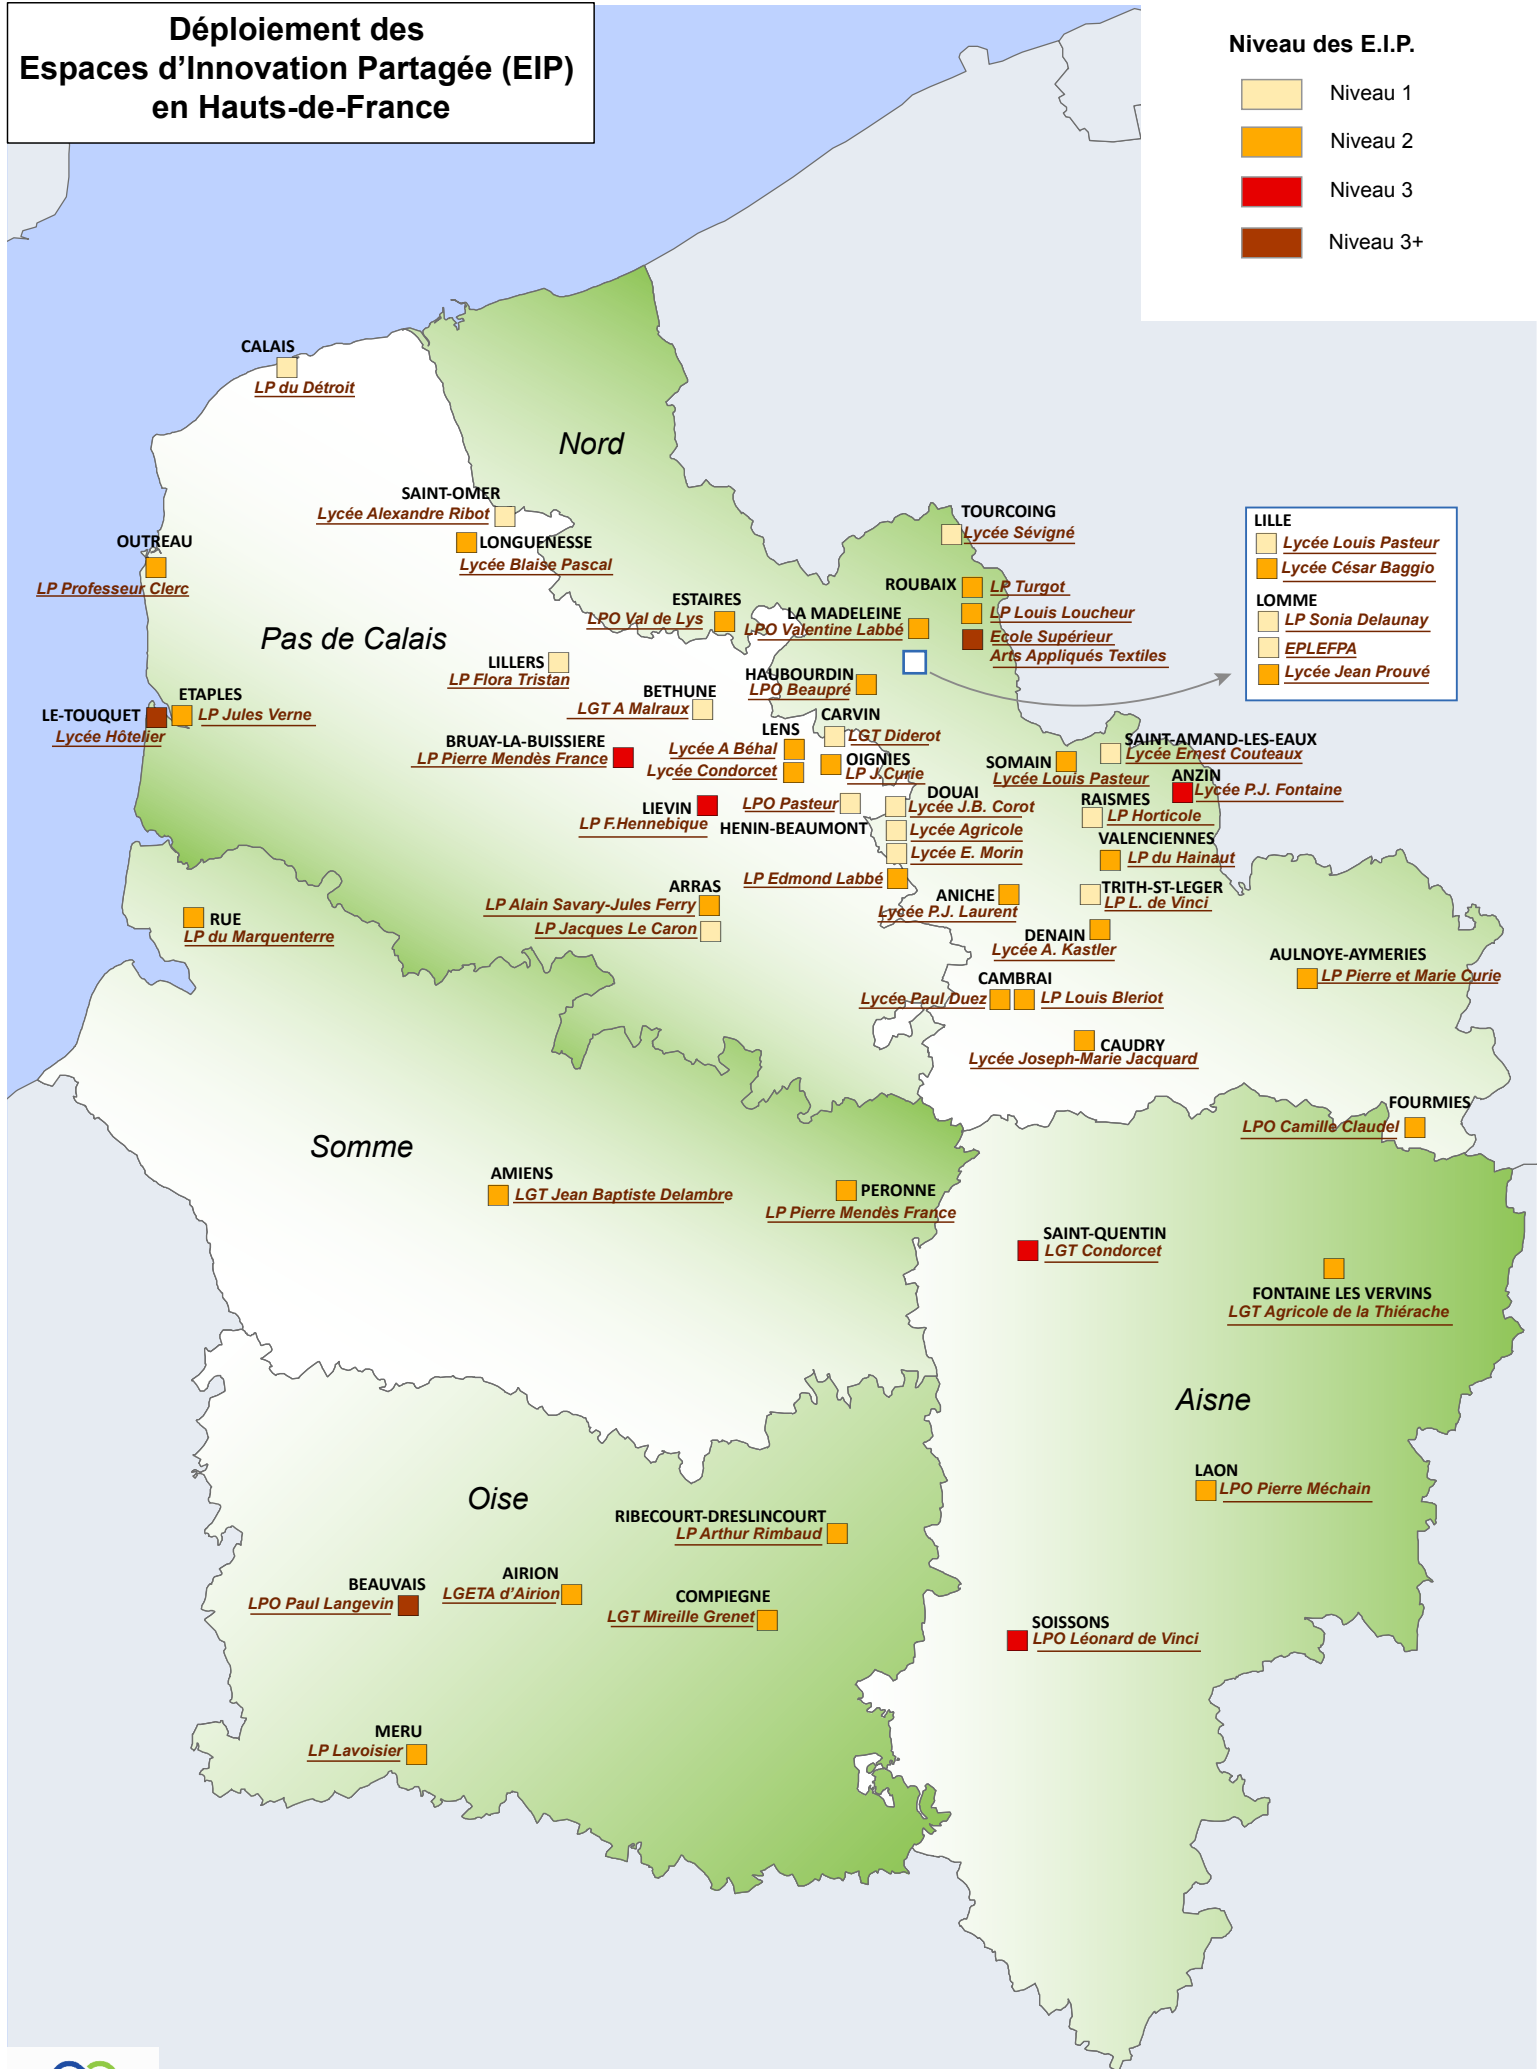 Déploiement des
Espaces d'Innovation Partagée (EIP)
en Hauts-de-France
Niveau des E.I.P.
Niveau 1
Niveau 2
Niveau 3
Niveau 3+
CALAIS
LP du Détroit
Nord
SAINT-OMER
Lycée Alexandre Ribot
LONGUENESSE
Lycée Blaise Pascal
OUTREAU
LP Professeur Clerc
TOURCOING
Lycée Sévigné
ROUBAIX
LP Turgot
LP Louis Loucheur
Ecole Supérieur
Arts Appliqués Textiles
LILLE
Lycée Louis Pasteur
Lycée César Baggio
LOMME
LP Sonia Delaunay
EPLEFPA
Lycée Jean Prouvé
ESTAIRES
LPO Val de Lys
LA MADELEINE
LPO Valentine Labbé
Pas de Calais
LILLERS
LP Flora Tristan
HAUBOURDIN
LPO Beaupré
BETHUNE
LGT A Malraux
ETAPLES
LP Jules Verne
LE-TOUQUET
Lycée Hôtelier
CARVIN
LGT Diderot
BRUAY-LA-BUISSIERE
LP Pierre Mendès France
LENS
Lycée A Béhal
Lycée Condorcet
OIGNIES
LP J.Curie
SOMAIN
Lycée Louis Pasteur
SAINT-AMAND-LES-EAUX
Lycée Ernest Couteaux
ANZIN
Lycée P.J. Fontaine
LIEVIN
LP F.Hennebique
LPO Pasteur
HENIN-BEAUMONT
DOUAI
Lycée J.B. Corot
Lycée Agricole
Lycée E. Morin
LP Edmond Labbé
RAISMES
LP Horticole
VALENCIENNES
LP du Hainaut
ARRAS
LP Alain Savary-Jules Ferry
LP Jacques Le Caron
ANICHE
Lycée P.J. Laurent
TRITH-ST-LEGER
LP L. de Vinci
DENAIN
Lycée A. Kastler
RUE
LP du Marquenterre
AULNOYE-AYMERIES
LP Pierre et Marie Curie
CAMBRAI
Lycée Paul Duez
LP Louis Bleriot
CAUDRY
Lycée Joseph-Marie Jacquard
FOURMIES
LPO Camille Claudel
Somme
AMIENS
LGT Jean Baptiste Delambre
PERONNE
LP Pierre Mendès France
SAINT-QUENTIN
LGT Condorcet
FONTAINE LES VERVINS
LGT Agricole de la Thiérache
Aisne
LAON
LPO Pierre Méchain
Oise
RIBECOURT-DRESLINCOURT
LP Arthur Rimbaud
BEAUVAIS
LPO Paul Langevin
AIRION
LGETA d'Airion
COMPIEGNE
LGT Mireille Grenet
SOISSONS
LPO Léonard de Vinci
MERU
LP Lavoisier